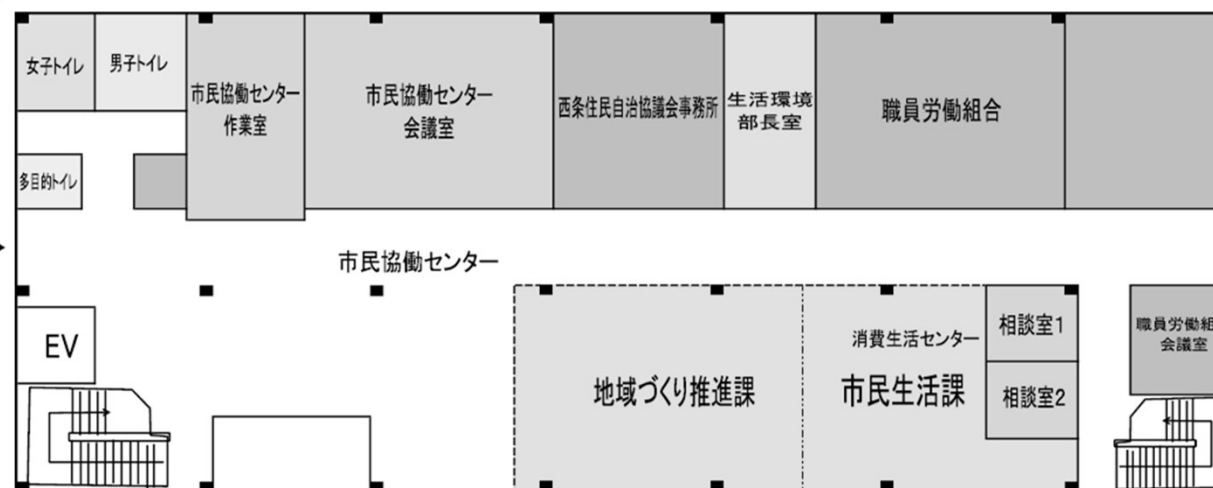 女子トイレ
男子トイレ
市民協働センター
作業室
市民協働センター
会議室
西条住民自治協議会事務所
生活環境
部長室
職員労働組合
多目的トイレ
市民協働センター
EV
地域づくり推進課
消費生活センター
市民生活課
相談室1
相談室2
職員労働組
会議室